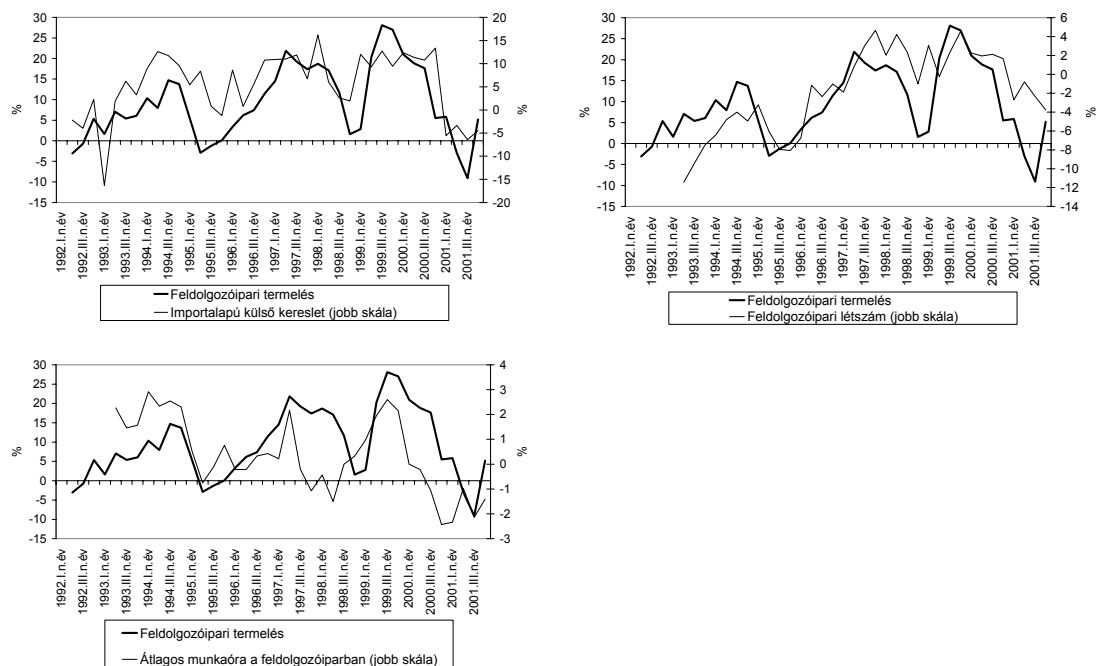 30
25
20
15
10
5
0
-5
-10
-15
%
20
15
10
5
0
-5
-10
-15
-20
%
1992.I.n.év
1992.III.n.év
1993.I.n.év
1993.III.n.év
1994.I.n.év
1994.III.n.év
1995.I.n.év
1995.III.n.év
1996.I.n.év
1996.III.n.év
1997.I.n.év
1997.III.n.év
1998.I.n.év
1998.III.n.év
1999.I.n.év
1999.III.n.év
2000.I.n.év
2000.III.n.év
2001.I.n.év
2001.III.n.év
Feldolgozóipari termelés
Importalapú külső kereslet (jobb skála)
30
25
20
15
10
5
0
-5
-10
-15
%
6
4
2
0
-2
-4
-6
-8
-10
-12
-14
%
1992.I.n.év
1992.III.n.év
1993.I.n.év
1993.III.n.év
1994.I.n.év
1994.III.n.év
1995.I.n.év
1995.III.n.év
1996.I.n.év
1996.III.n.év
1997.I.n.év
1997.III.n.év
1998.I.n.év
1998.III.n.év
1999.I.n.év
1999.III.n.év
2000.I.n.év
2000.III.n.év
2001.I.n.év
2001.III.n.év
Feldolgozóipari termelés
Feldolgozóipari létszám (jobb skála)
30
25
20
15
10
5
0
-5
-10
-15
%
4
3
2
1
0
-1
-2
-3
%
1992.I.n.év
1992.III.n.év
1993.I.n.év
1993.III.n.év
1994.I.n.év
1994.III.n.év
1995.I.n.év
1995.III.n.év
1996.I.n.év
1996.III.n.év
1997.I.n.év
1997.III.n.év
1998.I.n.év
1998.III.n.év
1999.I.n.év
1999.III.n.év
2000.I.n.év
2000.III.n.év
2001.I.n.év
2001.III.n.év
Feldolgozóipari termelés
Átlagos munkaóra a feldolgozóiparban (jobb skála)